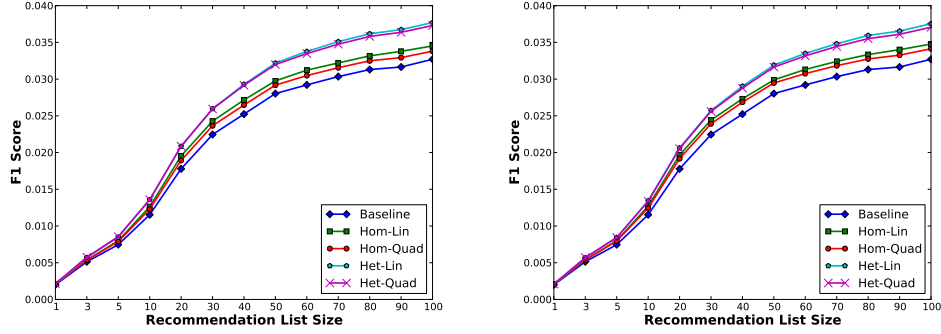 0.040
0.035
0.030
0.025
0.020
0.015
0.010
0.005
0.000
F1 Score
1 3 5 10 20 30 40 50 60 70 80 90 100
Recommendation List Size
Baseline
Hom-Lin
Hom-Quad
Het-Lin
Het-Quad
0.040
0.035
0.030
0.025
0.020
0.015
0.010
0.005
0.000
F1 Score
1 3 5 10 20 30 40 50 60 70 80 90 100
Recommendation List Size
Baseline
Hom-Lin
Hom-Quad
Het-Lin
Het-Quad